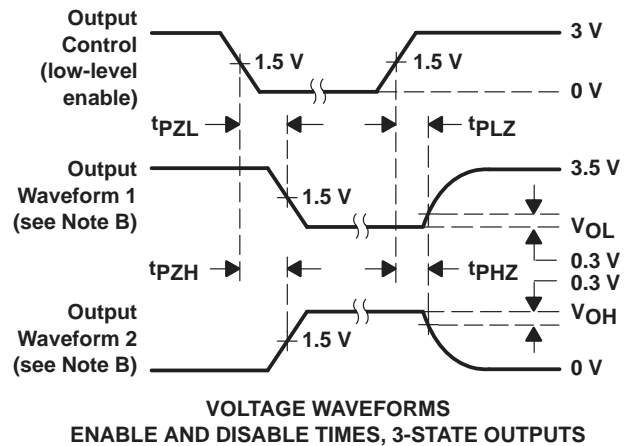 Output
Control
(low-level
enable)
1.5 V
1.5 V
3 V
0 V
tPZL
tPLZ
Output
Waveform 1
(see Note B)
1.5 V
3.5 V
VOL
0.3 V
tPZH
tPHZ
0.3 V
VOH
Output
Waveform 2
(see Note B)
1.5 V
0 V
VOLTAGE WAVEFORMS
ENABLE AND DISABLE TIMES, 3-STATE OUTPUTS